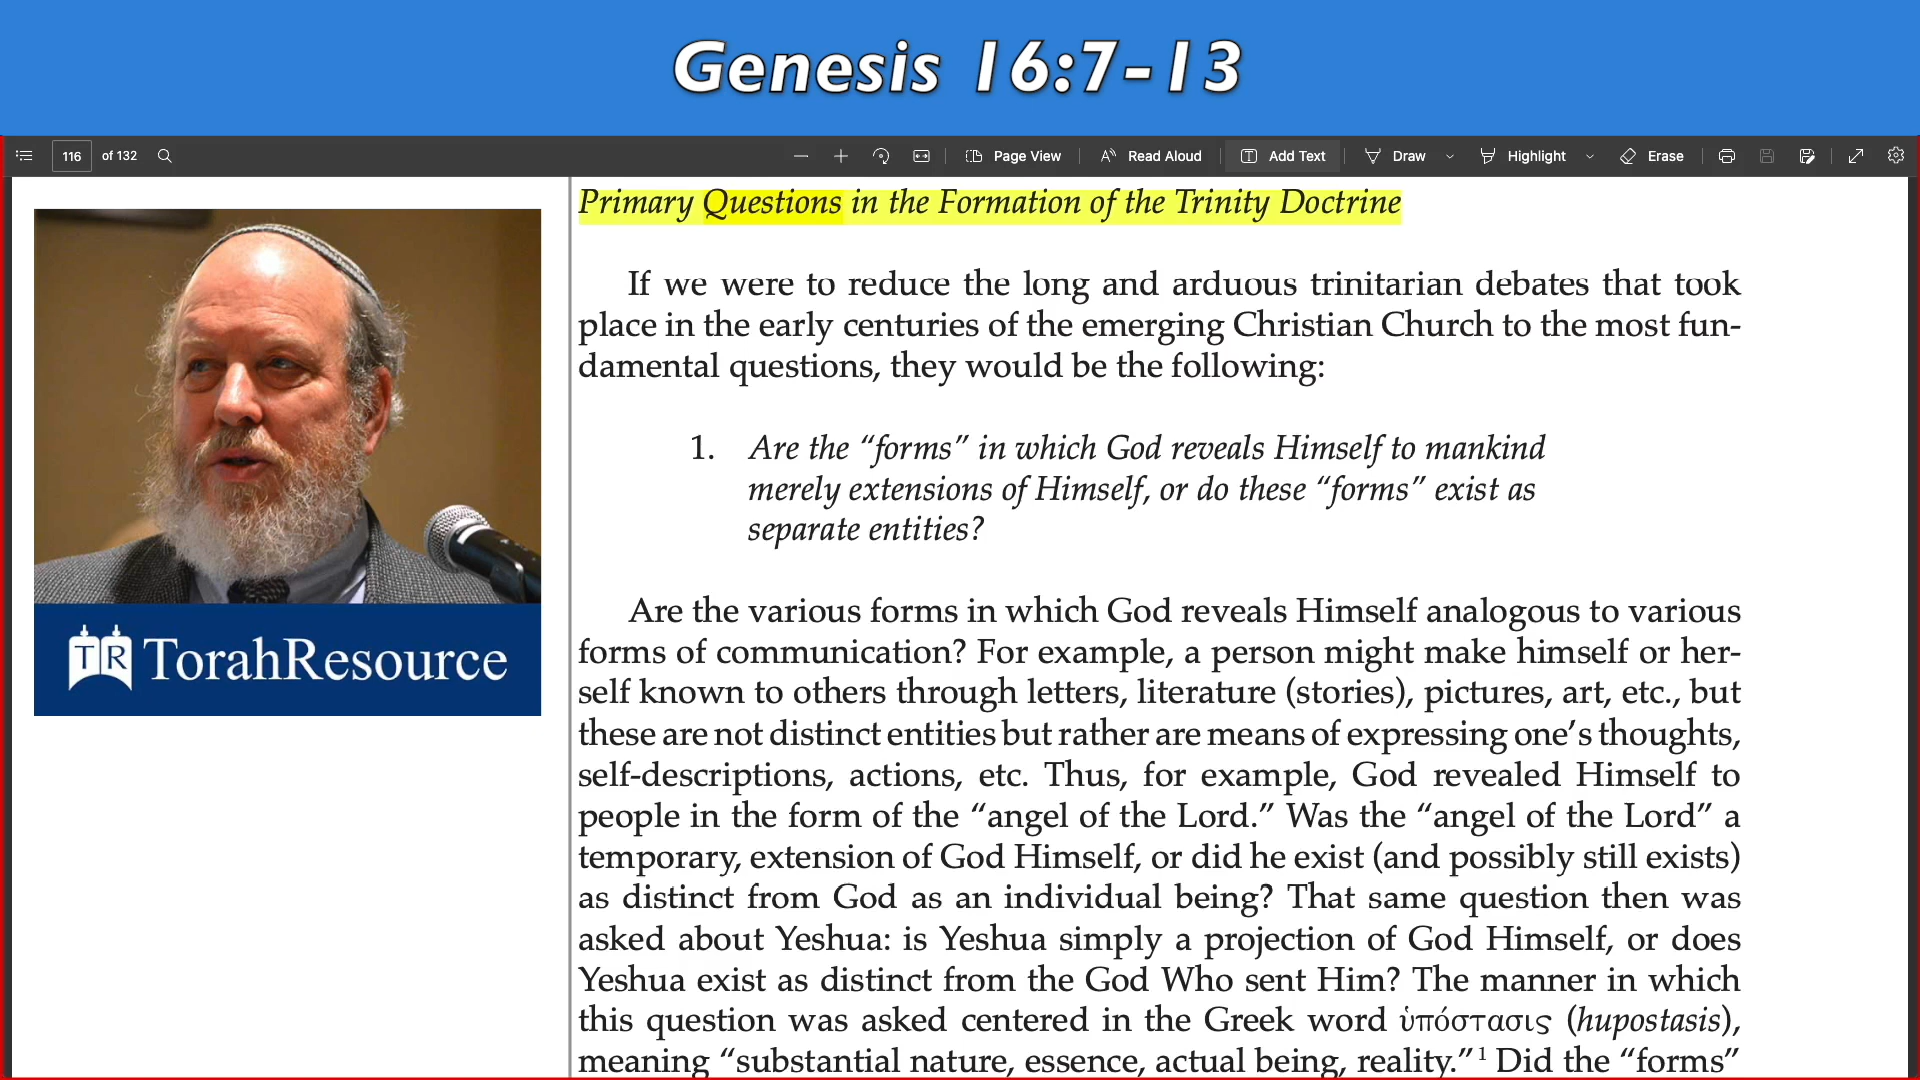 Genesis 16:7-13
116 of 132 Page View Read Aloud Add Text Draw Highlight Erase
Primary Questions in the Formation of the Trinity Doctrine
If we were to reduce the long and arduous trinitarian debates that took
place in the early centuries of the emerging Christian Church to the most fun-
damental questions, they would be the following:
1. Are the “forms” in which God reveals Himself to mankind
merely extensions of Himself, or do these “forms” exist as
separate entities?
Are the various forms in which God reveals Himself analogous to various
forms of communication? For example, a person might make himself or her-
self known to others through letters, literature (stories), pictures, art, etc., but
these are not distinct entities but rather are means of expressing one’s thoughts,
self-descriptions, actions, etc. Thus, for example, God revealed Himself to
people in the form of the “angel of the Lord.” Was the “angel of the Lord” a
temporary, extension of God Himself, or did he exist (and possibly still exists)
as distinct from God as an individual being? That same question then was
asked about Yeshua: is Yeshua simply a projection of God Himself, or does
Yeshua exist as distinct from the God Who sent Him? The manner in which
this question was asked centered in the Greek word ὑπόστασις (hupostasis),
meaning “substantial nature, essence, actual being, reality.”1 Did the “forms”
TR TorahResource